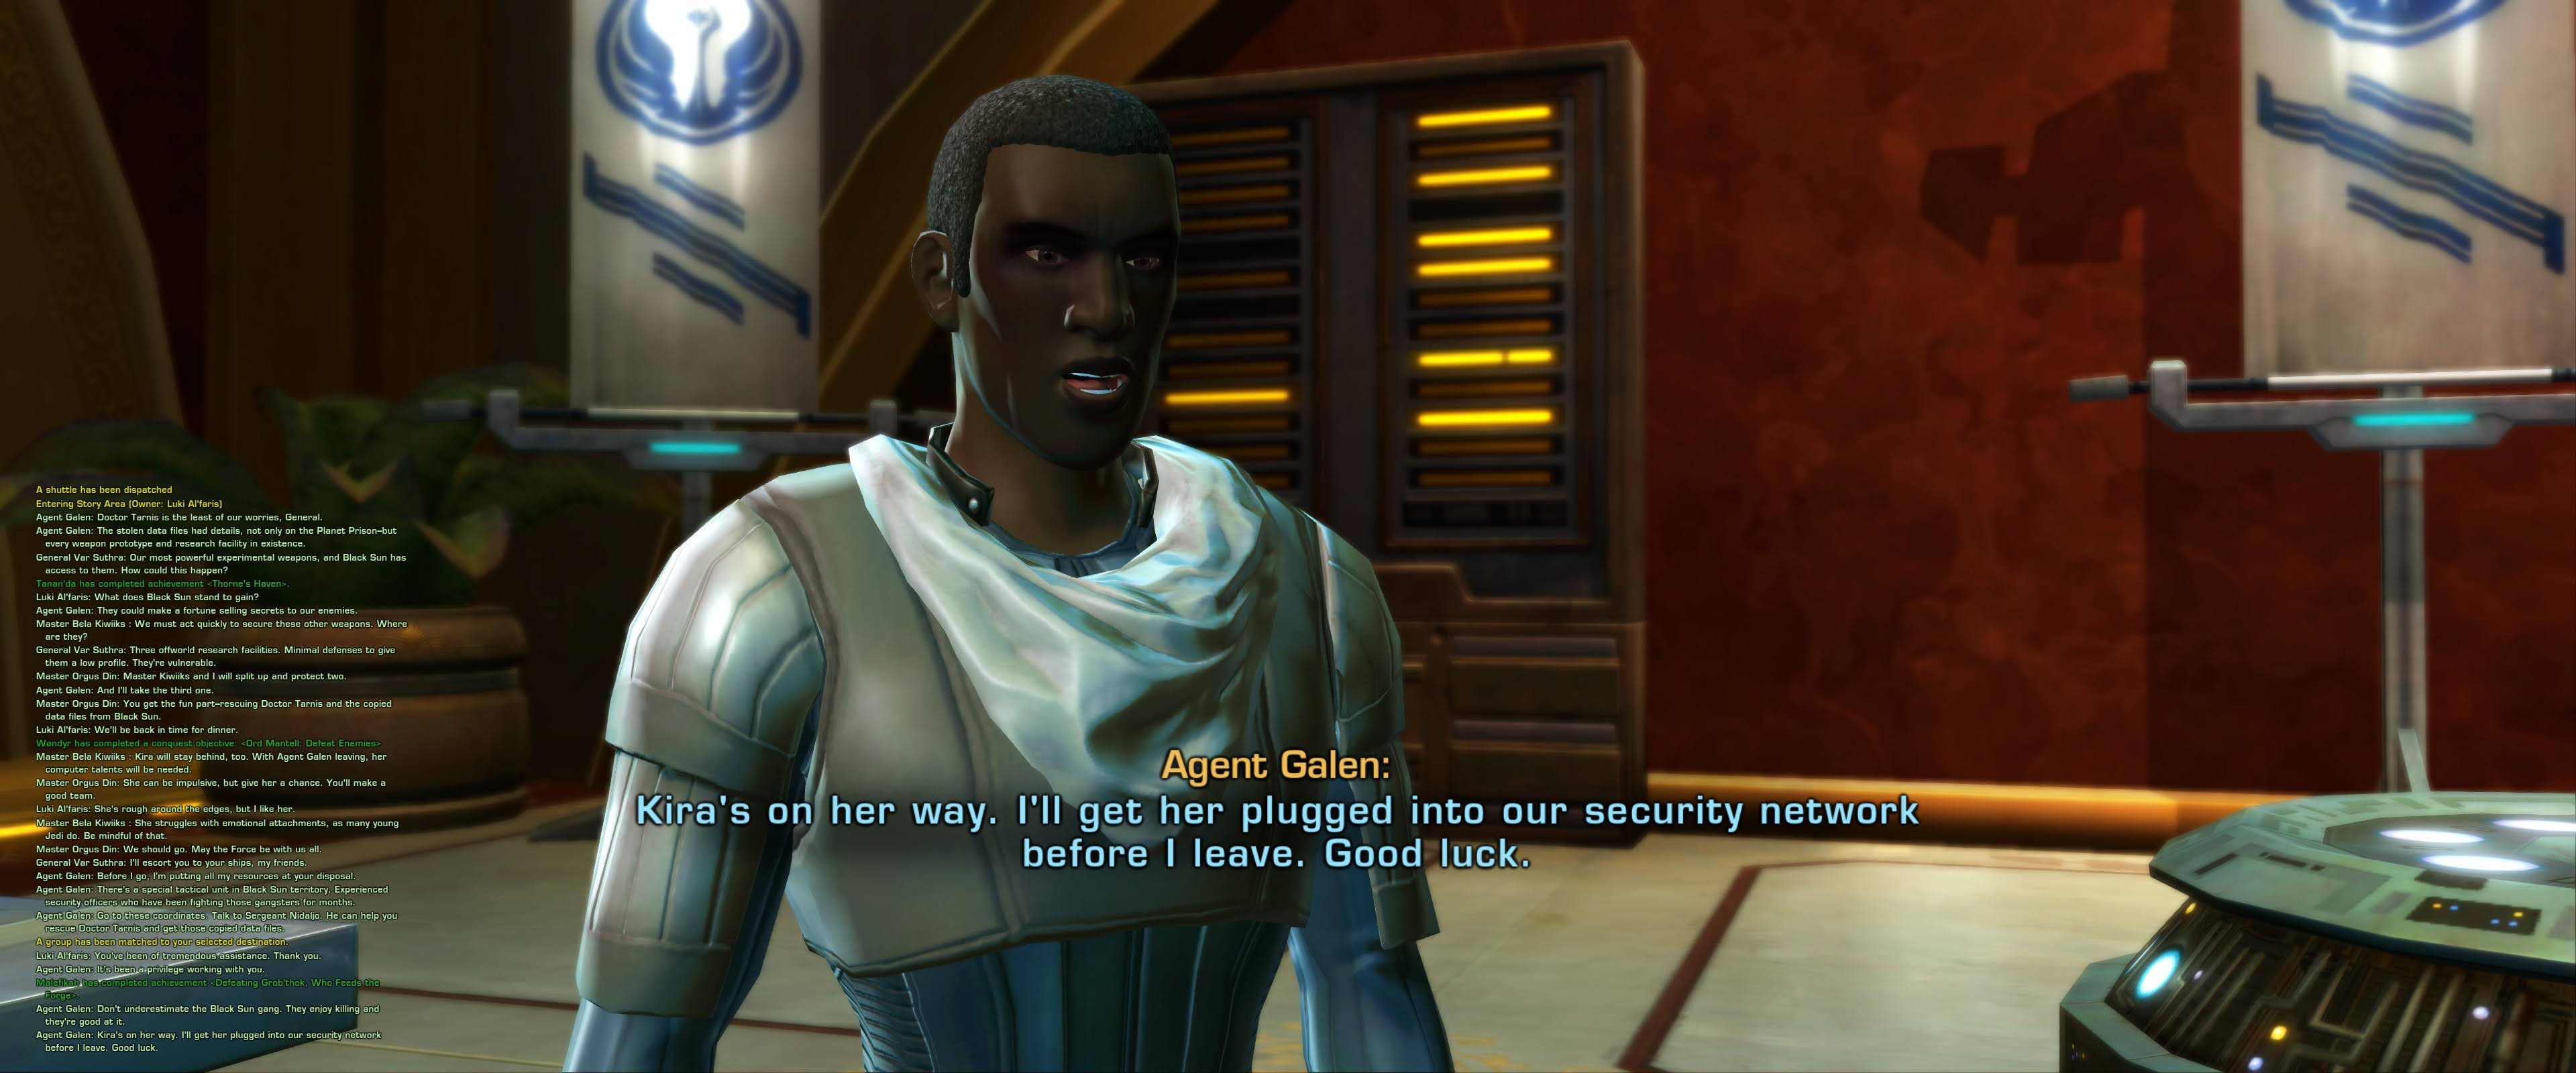 A shuttle has been dispatched
Entering Story Area (Owner: Luki Al'faris)
Agent Galen: Doctor Tarnis is the least of our worries, General.
Agent Galen: The stolen data files had details, not only on the Planet Prison—but
every weapon prototype and research facility in existence.
General Var Suthra: Our most powerful experimental weapons, and Black Sun has
access to them. How could this happen?
Tanan'da has completed achievement <Thorne's Haven>.
Luki Al'faris: What does Black Sun stand to gain?
Agent Galen: They could make a fortune selling secrets to our enemies.
Master Bela Kiwiiks : We must act quickly to secure these other weapons. Where
are they?
General Var Suthra: Three offworld research facilities. Minimal defenses to give
them a low profile. They're vulnerable.
Master Orgus Din: Master Kiwiiks and I will split up and protect two.
Agent Galen: And I'll take the third one.
Master Orgus Din: You get the fun part—rescuing Doctor Tarnis and the copied
data files from Black Sun.
Luki Al'faris: We'll be back in time for dinner.
Wøndyr has completed a conquest objective: <Ord Mantell: Defeat Enemies>
Master Bela Kiwiiks : Kira will stay behind, too. With Agent Galen leaving, her
computer talents will be needed.
Master Orgus Din: She can be impulsive, but give her a chance. You'll make a
good team.
Luki Al'faris: She's rough around the edges, but I like her.
Master Bela Kiwiiks : She struggles with emotional attachments, as many young
Jedi do. Be mindful of that.
Master Orgus Din: We should go. May the Force be with us all.
General Var Suthra: I'll escort you to your ships, my friends.
Agent Galen: Before I go, I'm putting all my resources at your disposal.
Agent Galen: There's a special tactical unit in Black Sun territory. Experienced
security officers who have been fighting those gangsters for months.
Agent Galen: Go to these coordinates. Talk to Sergeant Nidaljo. He can help you
rescue Doctor Tarnis and get those copied data files.
A group has been matched to your selected destination.
Luki Al'faris: You've been of tremendous assistance. Thank you.
Agent Galen: It's been a privilege working with you.
has completed achievement <Defeating Grob'thok, Who Feeds the
Forge>.
Agent Galen: Don't underestimate the Black Sun gang. They enjoy killing and
they're good at it.
Agent Galen: Kira's on her way. I'll get her plugged into our security network
before I leave. Good luck.
Agent Galen:
Kira's on her way. I'll get her plugged into our security network
before I leave. Good luck.